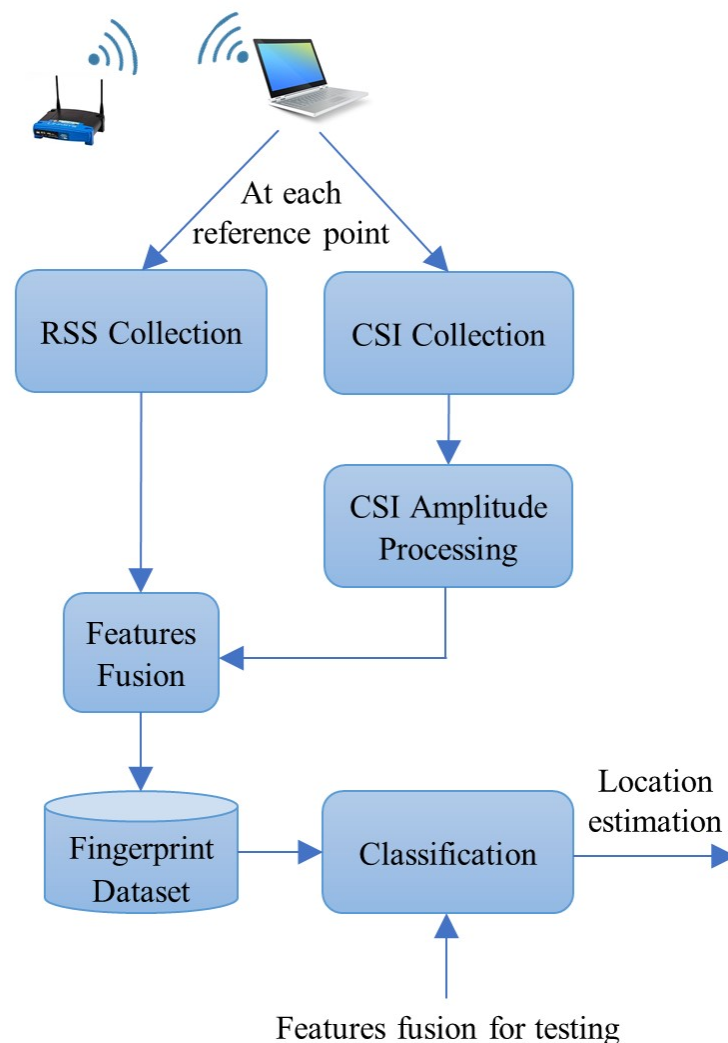 At each
reference point
RSS Collection
CSI Collection
CSI Amplitude
Processing
Features
Fusion
Fingerprint
Dataset
Classification
Location
estimation
Features fusion for testing